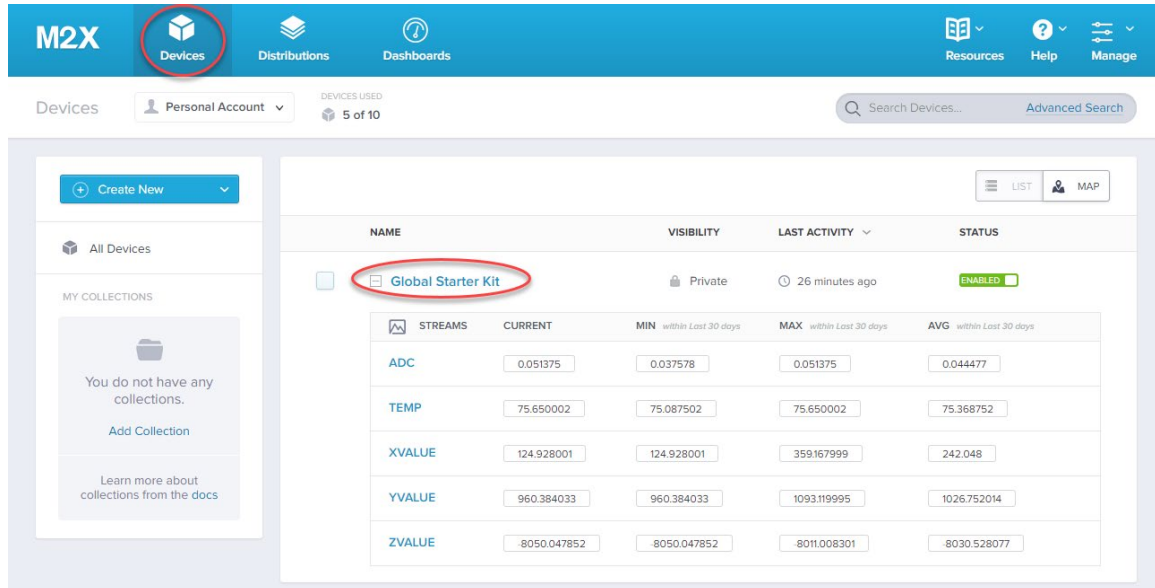 M2X
Devices
Distributions
Dashboards
Resources
Help
Manage
Devices
Personal Account
DEVICES USED
5 of 10
Search Devices...
Advanced Search
Create New
All Devices
MY COLLECTIONS
You do not have any
collections.
Add Collection
Learn more about
collections from the docs
LIST
MAP
NAME VISIBILITY LAST ACTIVITY STATUS
Global Starter Kit Private 26 minutes ago ENABLED
STREAMS CURRENT MIN within Last 30 days MAX within Last 30 days AVG within Last 30 days
ADC 0.051375 0.037578 0.051375 0.044477
TEMP 75.650002 75.087502 75.650002 75.368752
XVALUE 124.928001 124.928001 359.167999 242.048
YVALUE 960.384033 960.384033 1093.119995 1026.752014
ZVALUE -8050.047852 -8050.047852 -8011.008301 -8030.528077